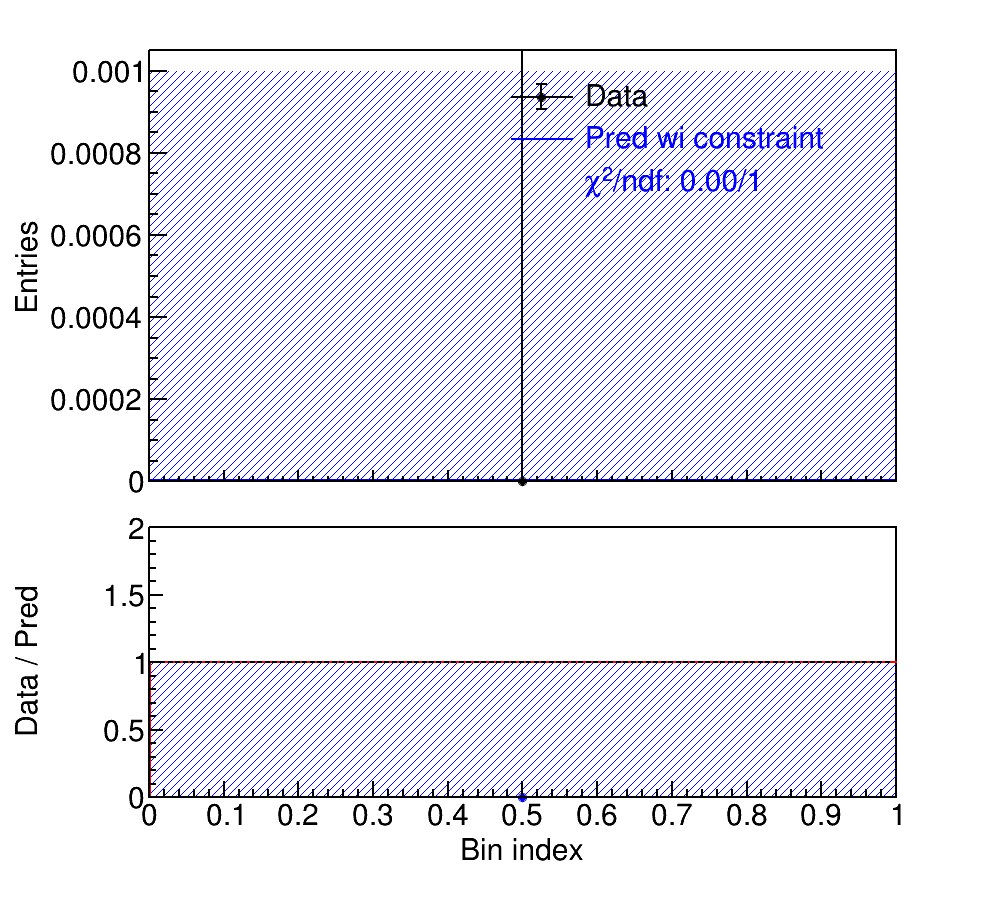 0.001
0.0008
0.0006
0.0004
0.0002
0
Entries
Data
Pred wi constraint
χ²/ndf: 0.00/1
2
1.5
1
0.5
0
Data / Pred
0 0.1 0.2 0.3 0.4 0.5 0.6 0.7 0.8 0.9 1
Bin index